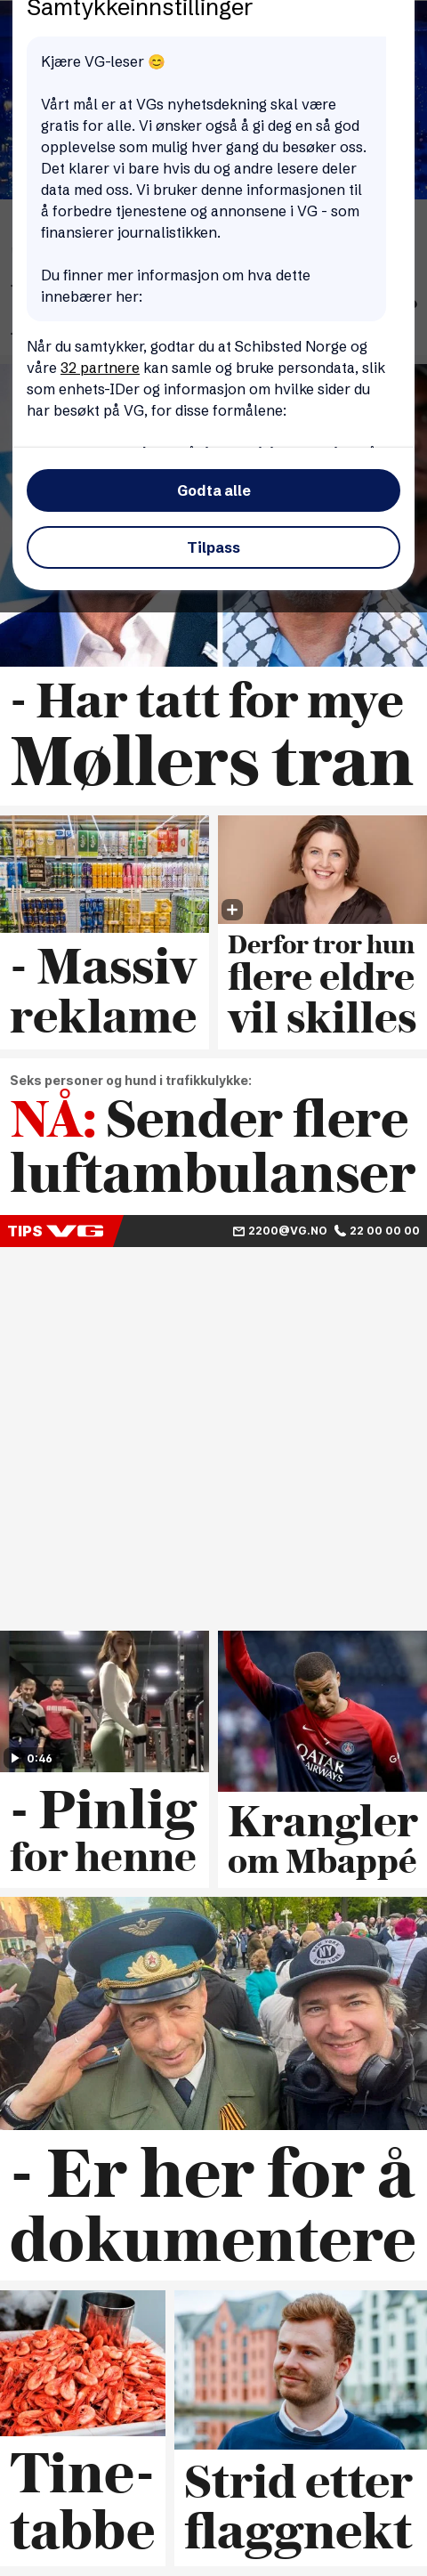 Samtykkeinnstillinger
Kjære VG-leser 😊
Vårt mål er at VGs nyhetsdekning skal være
gratis for alle. Vi ønsker også å gi deg en så god
opplevelse som mulig hver gang du besøker oss.
Det klarer vi bare hvis du og andre lesere deler
data med oss. Vi bruker denne informasjonen til
å forbedre tjenestene og annonsene i VG - som
finansierer journalistikken.
Du finner mer informasjon om hva dette
innebærer her:
Når du samtykker, godtar du at Schibsted Norge og
våre 32 partnere kan samle og bruke persondata, slik
som enhets-IDer og informasjon om hvilke sider du
har besøkt på VG, for disse formålene:
Godta alle
Tilpass
- Har tatt for mye
Møllers tran
- Massiv
reklame
Derfor tror hun
flere eldre
vil skilles
Seks personer og hund i trafikkulykke:
NÅ: Sender flere
luftambulanser
TIPS VG 2200@VG.NO 22 00 00 00
0:46
QATAR
AIRWAYS
- Pinlig
for henne
Krangler
om Mbappé
NY
NEW YORK
- Er her for å
dokumentere
Tine-
tabbe
Strid etter
flaggnekt